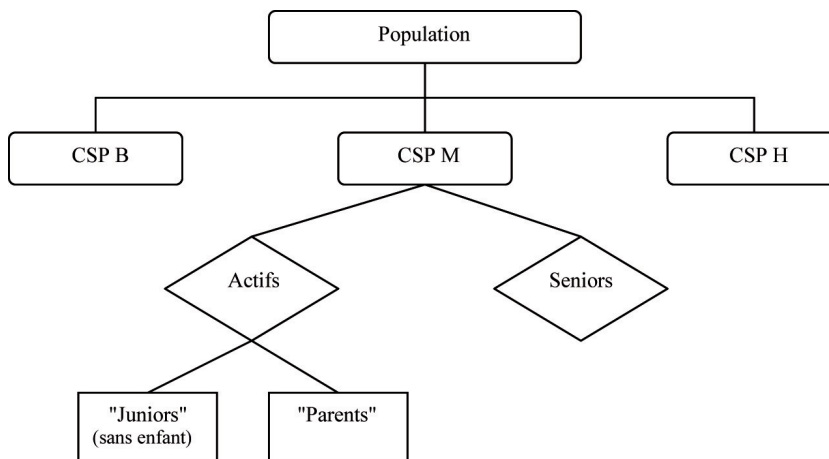 Population
CSP B
CSP M
CSP H
Actifs
Seniors
"Juniors"
(sans enfant)
"Parents"